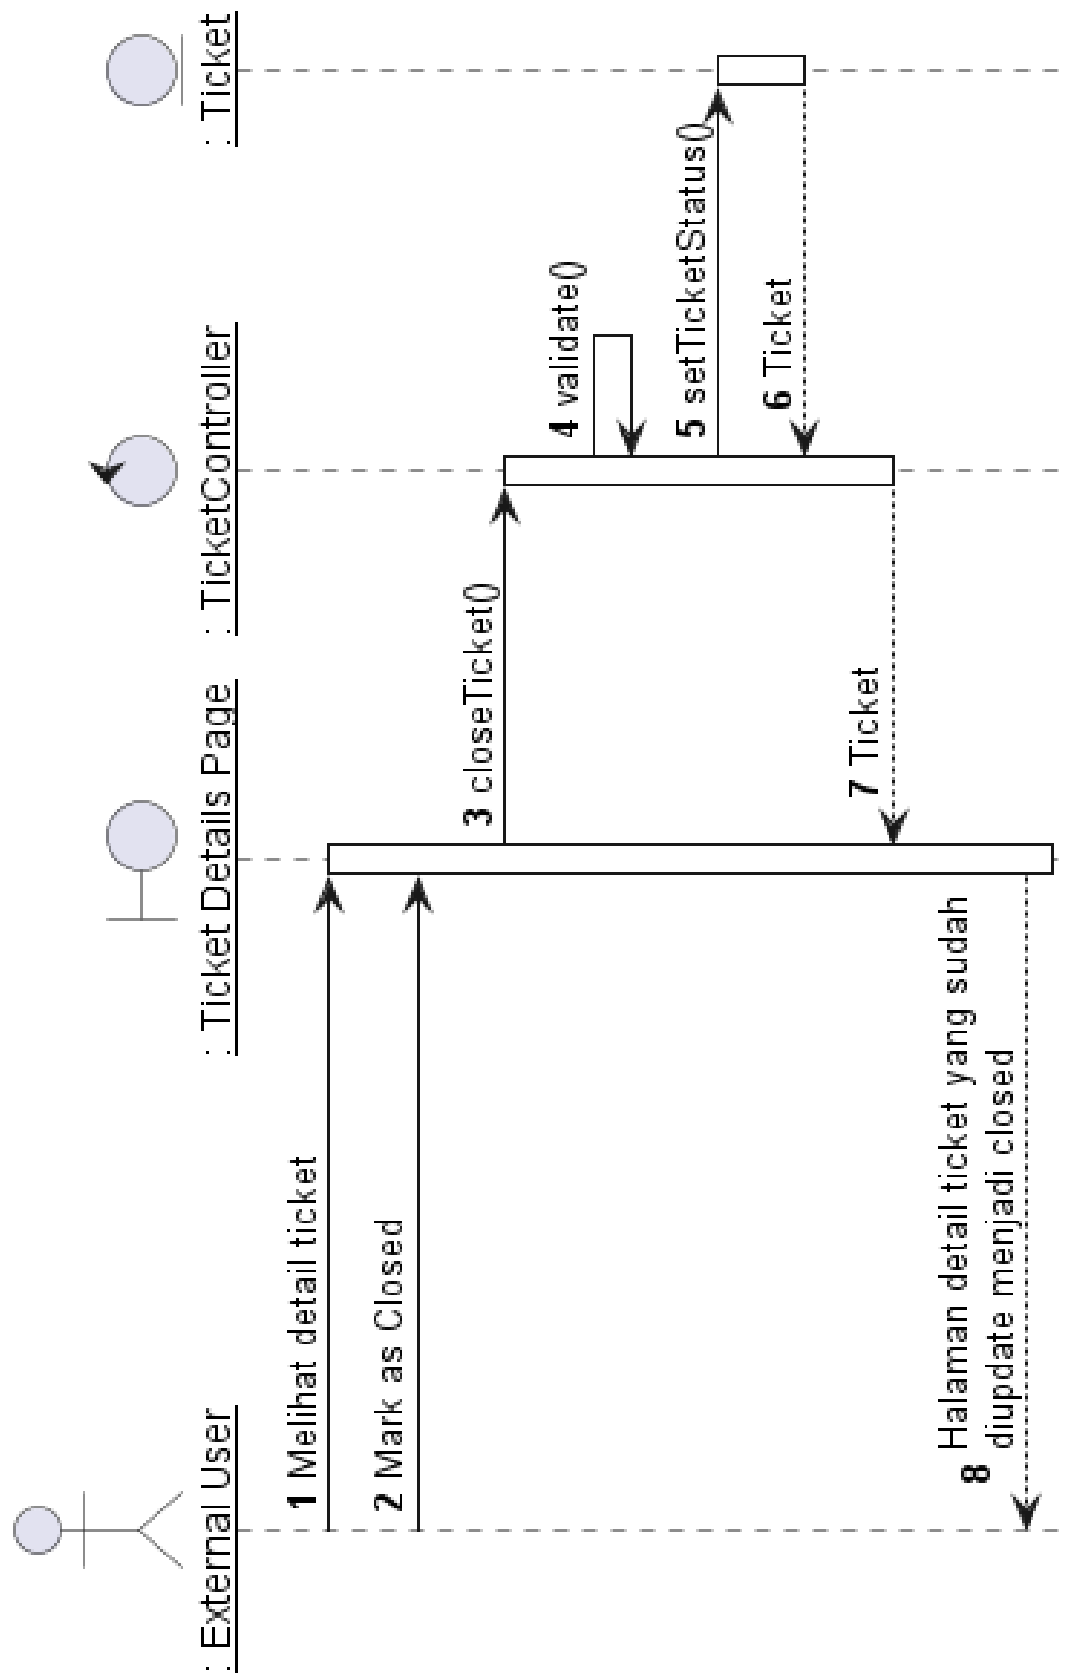 : External User
: Ticket Details Page
: TicketController
: Ticket
1 Melihat detail ticket
2 Mark as Closed
3 closeTicket()
4 validate()
5 setTicketStatus()
6 Ticket
7 Ticket
8 Halaman detail ticket yang sudah
diupdate menjadi closed